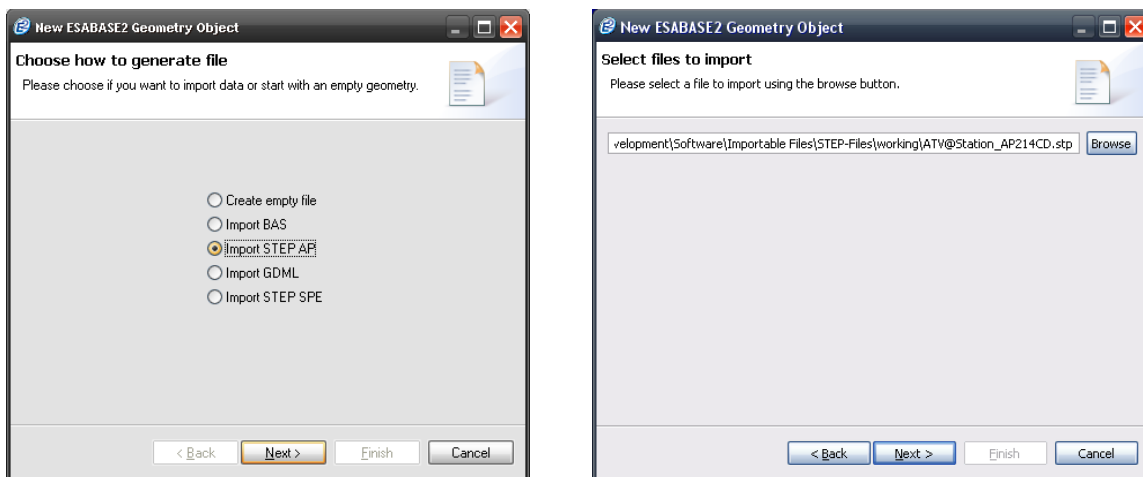 New ESABASE2 Geometry Object
Choose how to generate file
Please choose if you want to import data or start with an empty geometry.
Create empty file
Import BAS
Import STEP AP
Import GDML
Import STEP SPE
< Back
Next >
Finish
Cancel
New ESABASE2 Geometry Object
Select files to import
Please select a file to import using the browse button.
velopment\Software\Importable Files\STEP-Files\working\ATV@Station_AP214CD.stp
Browse
< Back
Next >
Finish
Cancel